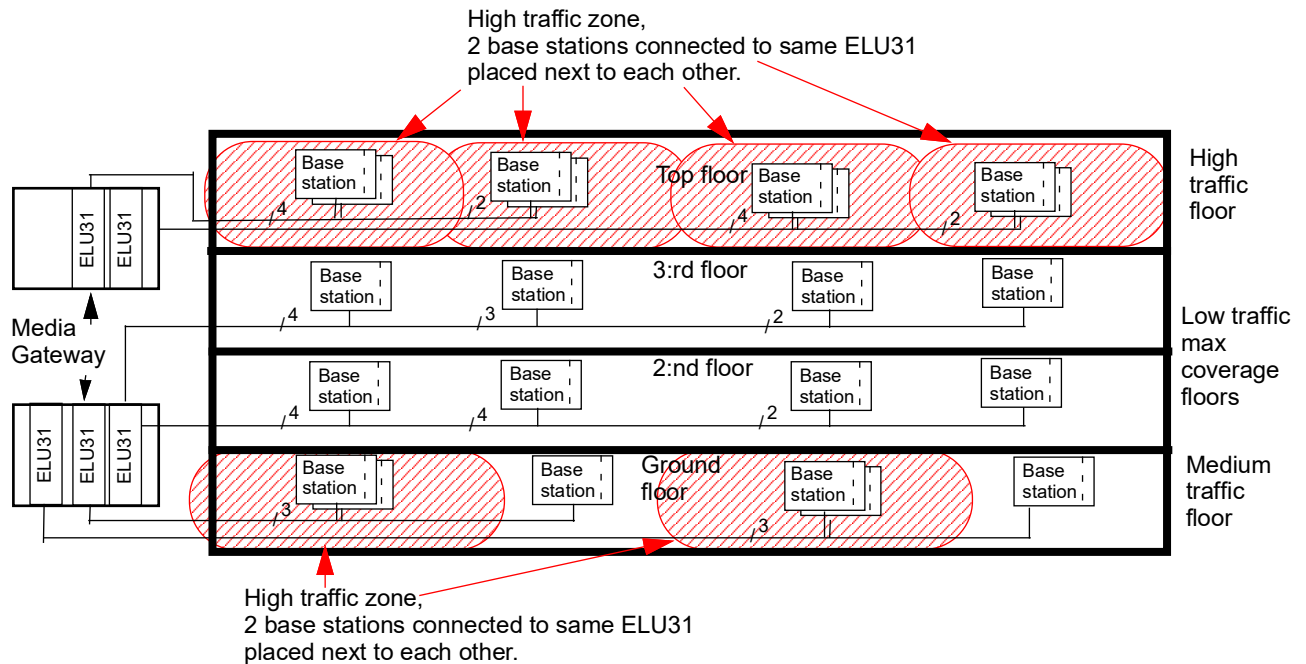 High traffic zone,
2 base stations connected to same ELU31
placed next to each other.
Base
station
Base
station
Top floor
Base
station
Base
station
High
traffic
floor
ELU31
ELU31
4
2
4
2
Media
Gateway
3:rd floor
Base
station
Base
station
Base
station
Base
station
4
3
2
Low traffic
max
coverage
floors
2:nd floor
Base
station
Base
station
Base
station
Base
station
4
4
2
ELU31
ELU31
ELU31
Ground
floor
Base
station
Base
station
Base
station
Base
station
3
3
Medium
traffic
floor
High traffic zone,
2 base stations connected to same ELU31
placed next to each other.